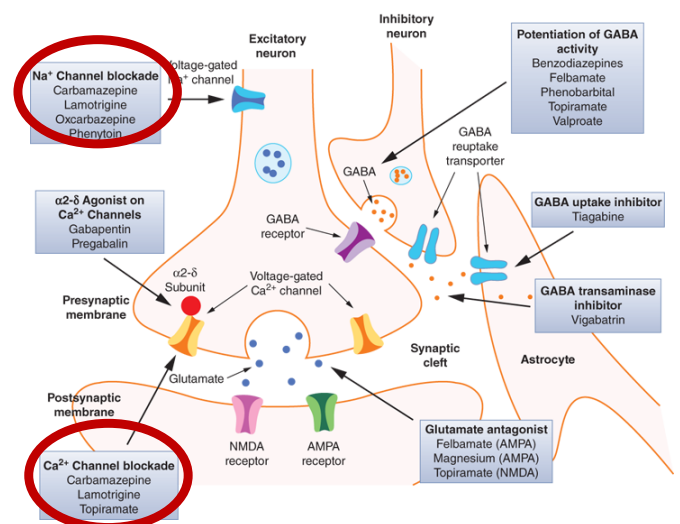 Excitatory
neuron
Inhibitory
neuron
Potentiation of GABA
activity
Benzodiazepines
Felbamate
Phenobarbital
Topiramate
Valproate
Na⁺ Channel blockade
Carbamazepine
Lamotrigine
Oxcarbazepine
Phenytoin
Voltage-gated
Na⁺ channel
GABA
reuptake
transporter
GABA
α2-δ Agonist on
Ca²⁺ Channels
Gabapentin
Pregabalin
GABA
receptor
GABA uptake inhibitor
Tiagabine
α2-δ
Subunit
Voltage-gated
Ca²⁺ channel
GABA transaminase
inhibitor
Vigabatrin
Presynaptic
membrane
Synaptic
cleft
Astrocyte
Glutamate
Postsynaptic
membrane
NMDA
receptor
AMPA
receptor
Glutamate antagonist
Felbamate (AMPA)
Magnesium (AMPA)
Topiramate (NMDA)
Ca²⁺ Channel blockade
Carbamazepine
Lamotrigine
Topiramate